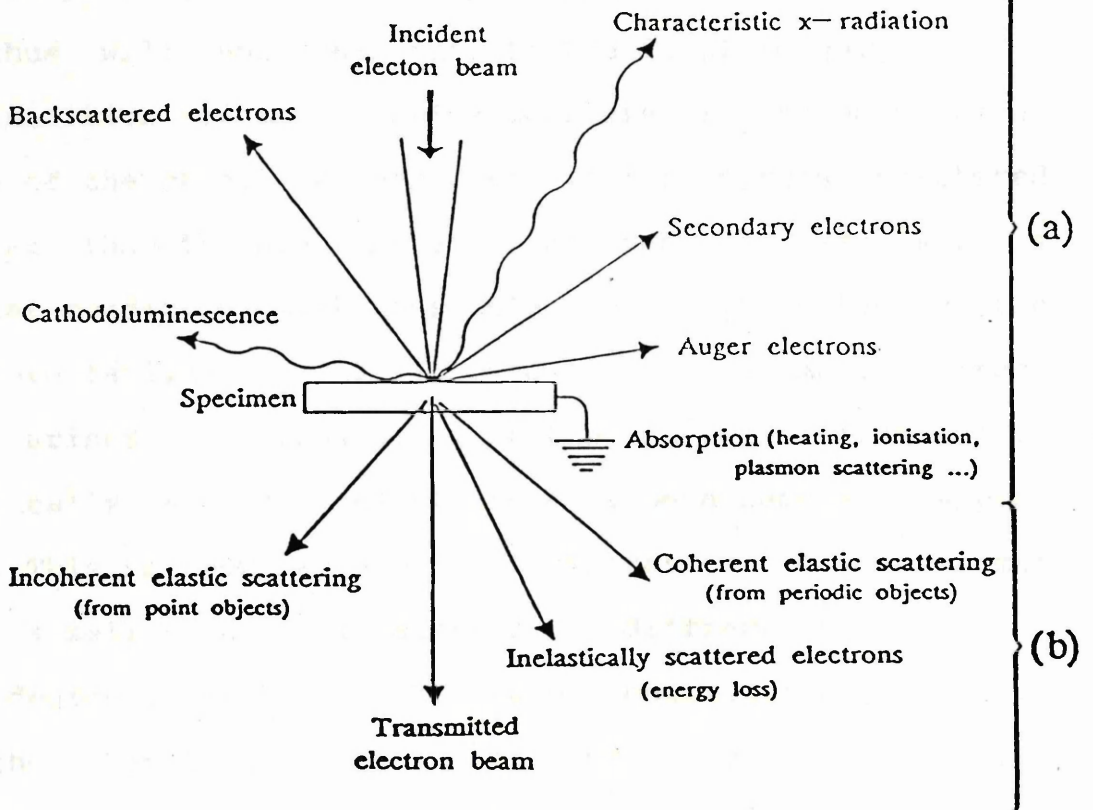 Characteristic x— radiation
Incident
electon beam
Backscattered electrons
(a)
Secondary electrons
Cathodoluminescence
Auger electrons
Specimen
Absorption (heating, ionisation,
plasmon scattering ...)
Incoherent elastic scattering
(from point objects)
Coherent elastic scattering
(from periodic objects)
(b)
Inelastically scattered electrons
(energy loss)
Transmitted
electron beam